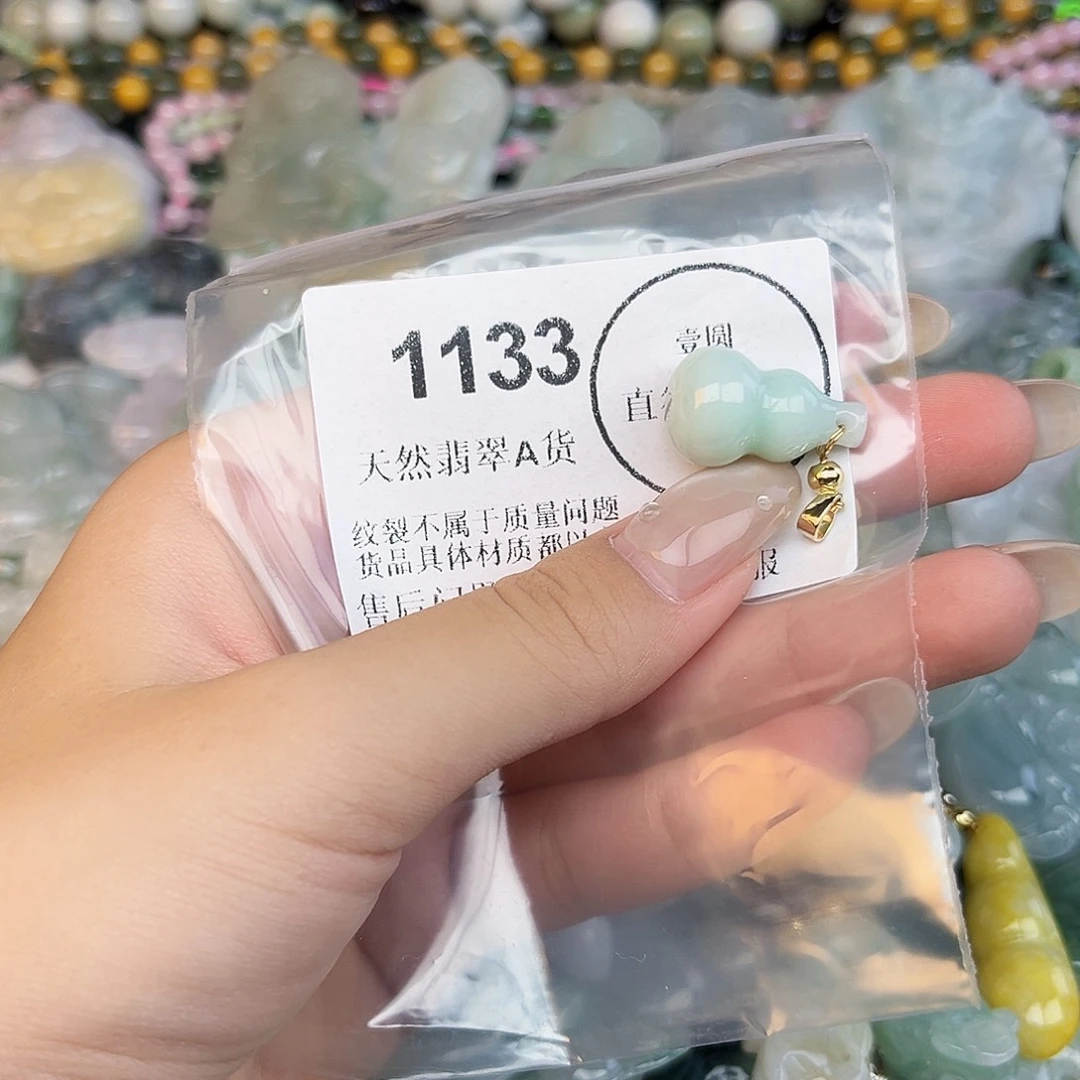 1133
壹圆
直
天然翡翠A货
纹裂不属于质量问题
货品具体材质都以
售后问
服